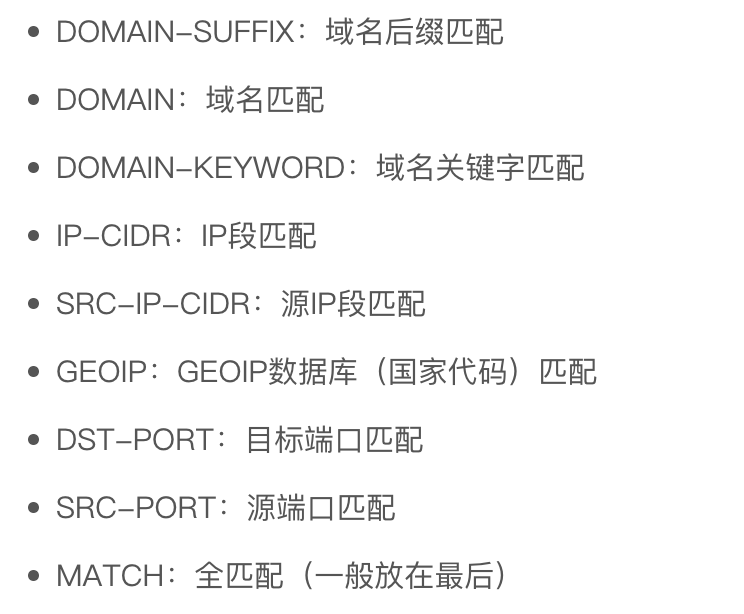 • DOMAIN-SUFFIX：域名后缀匹配
• DOMAIN：域名匹配
• DOMAIN-KEYWORD：域名关键字匹配
• IP-CIDR：IP段匹配
• SRC-IP-CIDR：源IP段匹配
• GEOIP：GEOIP数据库（国家代码）匹配
• DST-PORT：目标端口匹配
• SRC-PORT：源端口匹配
• MATCH：全匹配（一般放在最后）